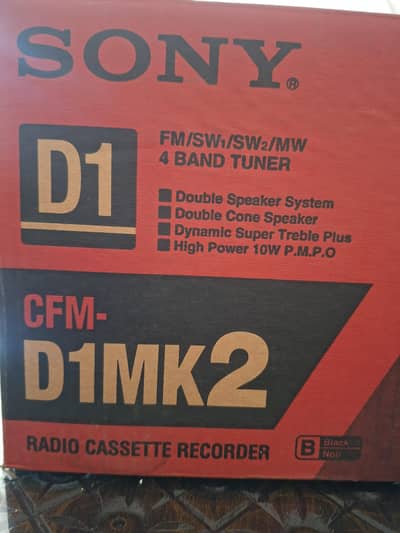 SONY®
D1
FM/SW1/SW2/MW
4 BAND TUNER
Double Speaker System
Double Cone Speaker
Dynamic Super Treble Plus
High Power 10W P.M.P.O
CFM-
D1MK2
RADIO CASSETTE RECORDER
B Black
Noir